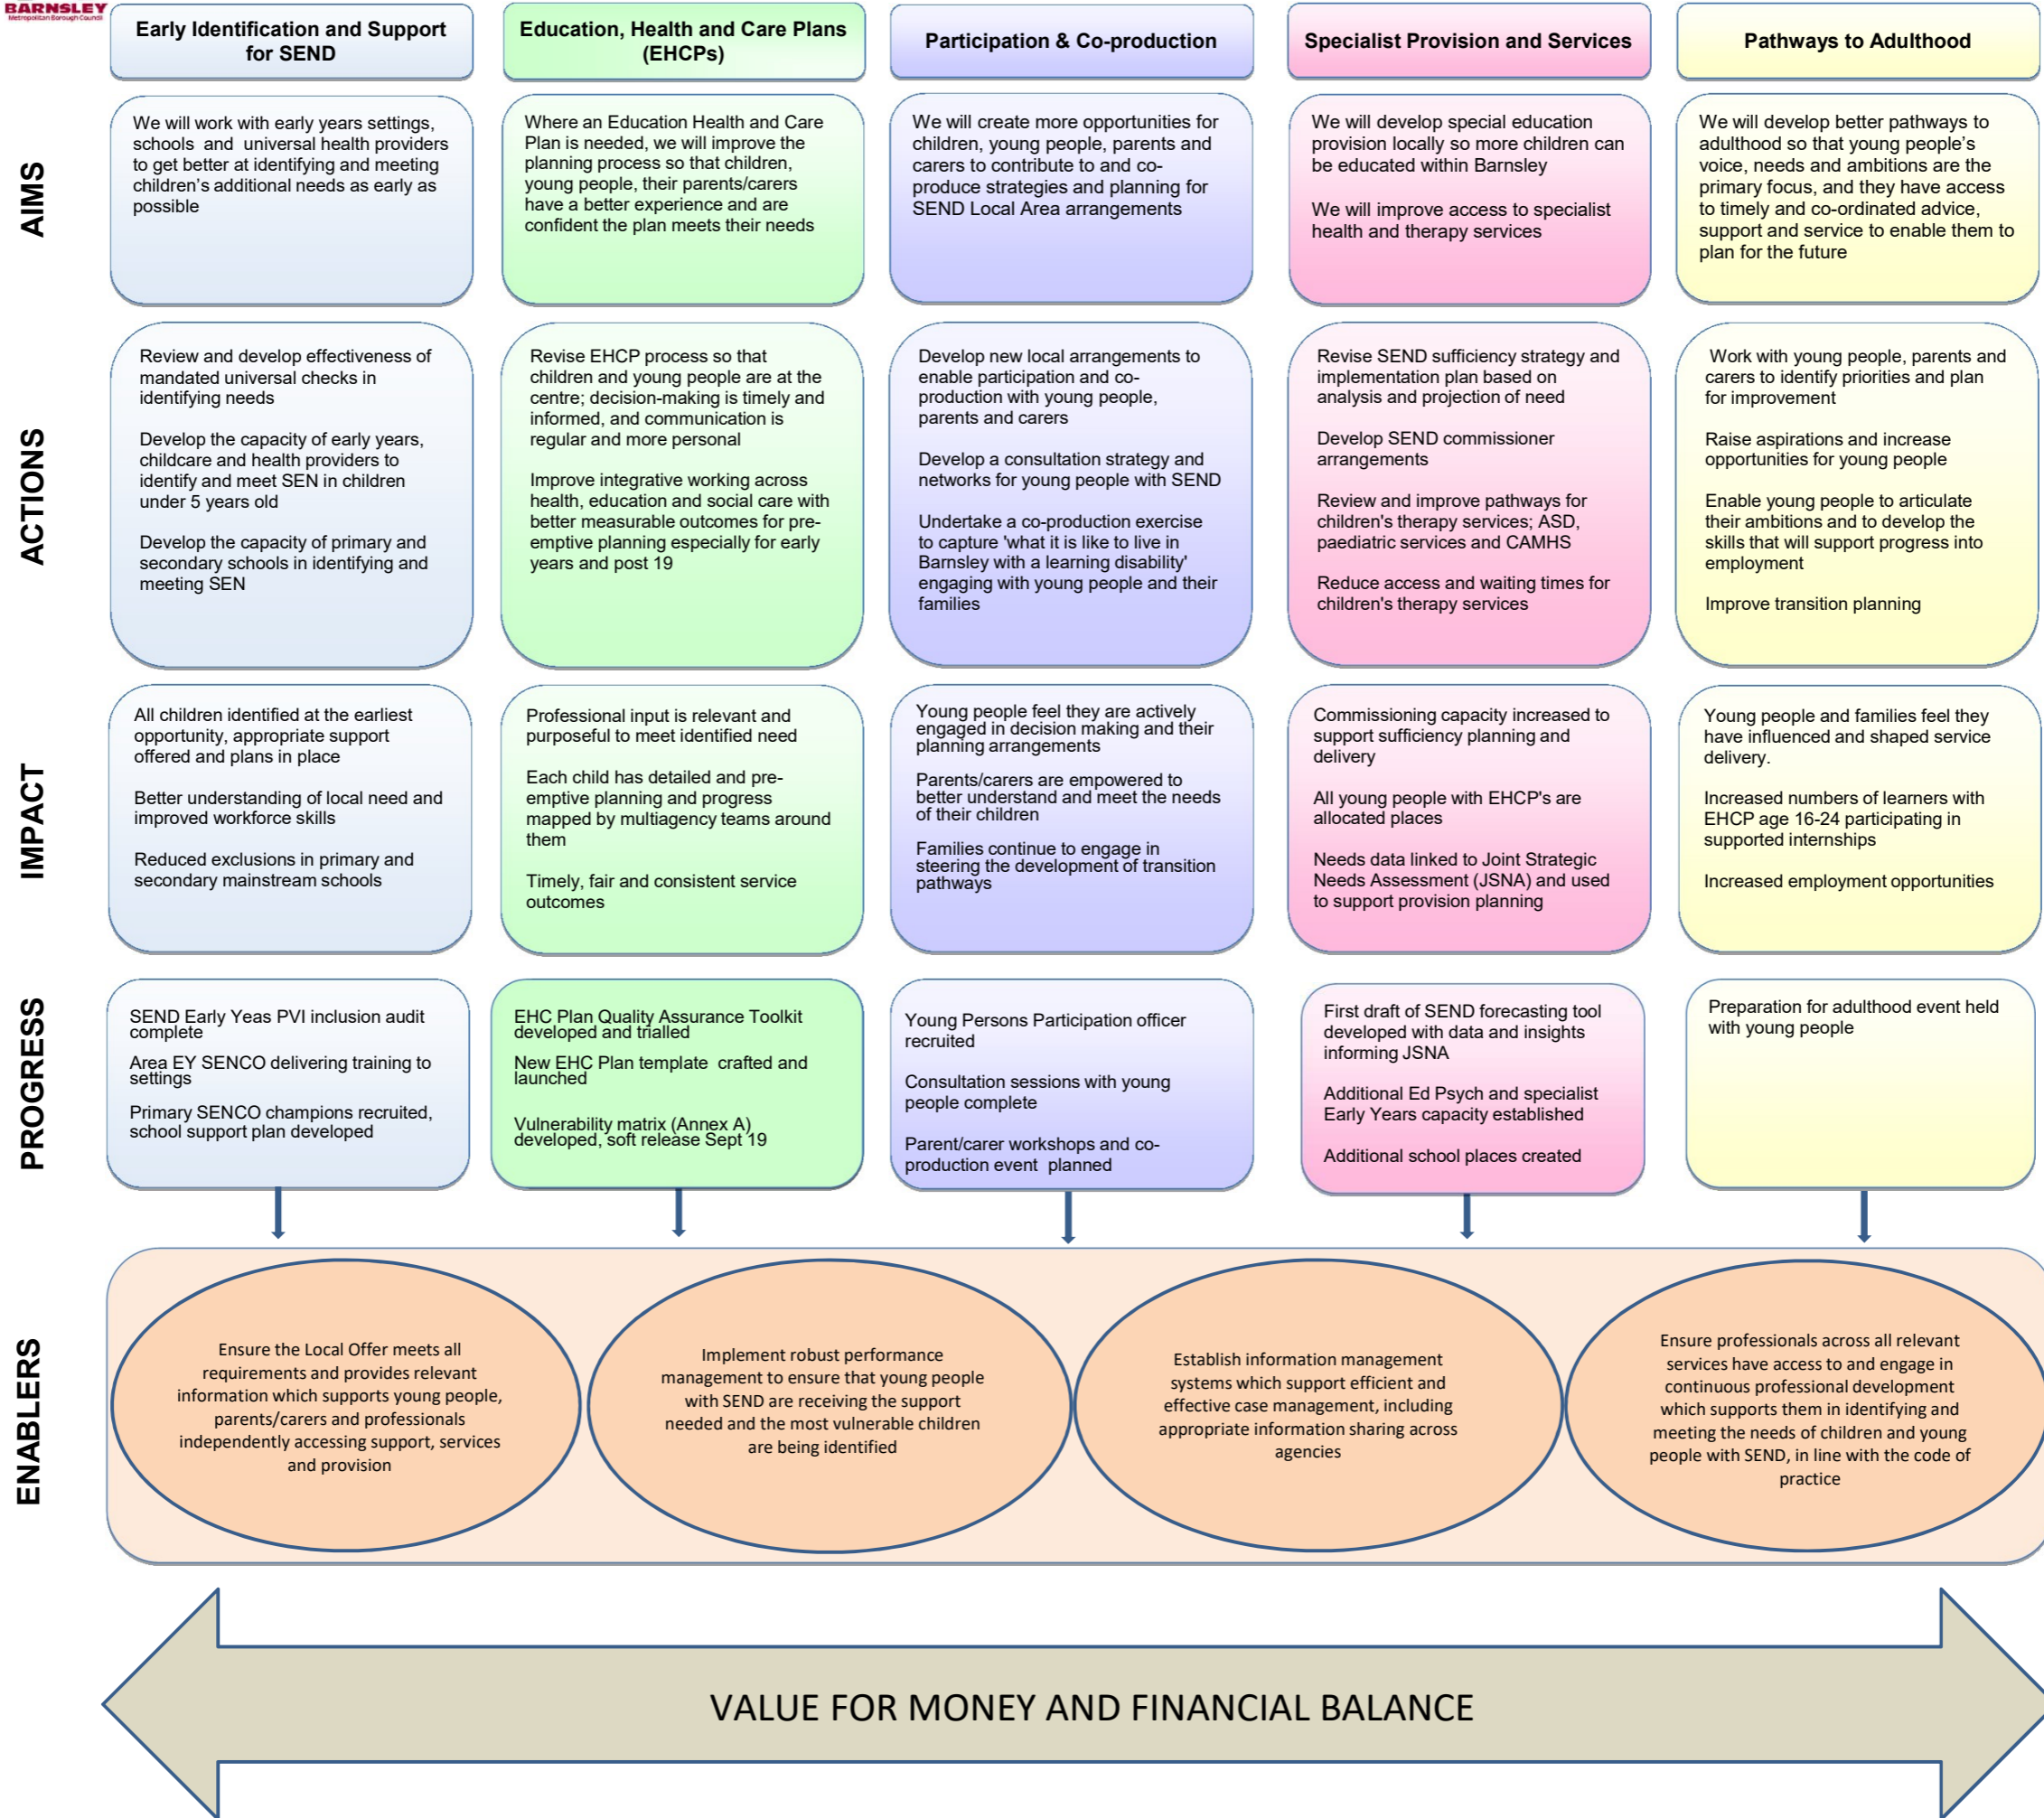 BARNSLEY
Metropolitan Borough Council
Early Identification and Support
for SEND
Education, Health and Care Plans
(EHCPs)
Participation & Co-production
Specialist Provision and Services
Pathways to Adulthood
AIMS
We will work with early years settings,
schools and universal health providers
to get better at identifying and meeting
children's additional needs as early as
possible
Where an Education Health and Care
Plan is needed, we will improve the
planning process so that children,
young people, their parents/carers
have a better experience and are
confident the plan meets their needs
We will create more opportunities for
children, young people, parents and
carers to contribute to and co-
produce strategies and planning for
SEND Local Area arrangements
We will develop special education
provision locally so more children can
be educated within Barnsley
We will improve access to specialist
health and therapy services
We will develop better pathways to
adulthood so that young people's
voice, needs and ambitions are the
primary focus, and they have access
to timely and co-ordinated advice,
support and service to enable them to
plan for the future
ACTIONS
Review and develop effectiveness of
mandated universal checks in
identifying needs
Develop the capacity of early years,
childcare and health providers to
identify and meet SEN in children
under 5 years old
Develop the capacity of primary and
secondary schools in identifying and
meeting SEN
Revise EHCP process so that
children and young people are at the
centre; decision-making is timely and
informed, and communication is
regular and more personal
Improve integrative working across
health, education and social care with
better measurable outcomes for pre-
emptive planning especially for early
years and post 19
Develop new local arrangements to
enable participation and co-
production with young people,
parents and carers
Develop a consultation strategy and
networks for young people with SEND
Undertake a co-production exercise
to capture 'what it is like to live in
Barnsley with a learning disability'
engaging with young people and their
families
Revise SEND sufficiency strategy and
implementation plan based on
analysis and projection of need
Develop SEND commissioner
arrangements
Review and improve pathways for
children's therapy services; ASD,
paediatric services and CAMHS
Reduce access and waiting times for
children's therapy services
Work with young people, parents and
carers to identify priorities and plan
for improvement
Raise aspirations and increase
opportunities for young people
Enable young people to articulate
their ambitions and to develop the
skills that will support progress into
employment
Improve transition planning
IMPACT
All children identified at the earliest
opportunity, appropriate support
offered and plans in place
Better understanding of local need and
improved workforce skills
Reduced exclusions in primary and
secondary mainstream schools
Professional input is relevant and
purposeful to meet identified need
Each child has detailed and pre-
emptive planning and progress
mapped by multiagency teams around
them
Timely, fair and consistent service
outcomes
Young people feel they are actively
engaged in decision making and their
planning arrangements
Parents/carers are empowered to
better understand and meet the needs
of their children
Families continue to engage in
steering the development of transition
pathways
Commissioning capacity increased to
support sufficiency planning and
delivery
All young people with EHCP's are
allocated places
Needs data linked to Joint Strategic
Needs Assessment (JSNA) and used
to support provision planning
Young people and families feel they
have influenced and shaped service
delivery.
Increased numbers of learners with
EHCP age 16-24 participating in
supported internships
Increased employment opportunities
PROGRESS
SEND Early Yeas PVI inclusion audit
complete
Area EY SENCO delivering training to
settings
Primary SENCO champions recruited,
school support plan developed
EHC Plan Quality Assurance Toolkit
developed and trialled
New EHC Plan template crafted and
launched
Vulnerability matrix (Annex A)
developed, soft release Sept 19
Young Persons Participation officer
recruited
Consultation sessions with young
people complete
Parent/carer workshops and co-
production event planned
First draft of SEND forecasting tool
developed with data and insights
informing JSNA
Additional Ed Psych and specialist
Early Years capacity established
Additional school places created
Preparation for adulthood event held
with young people
ENABLERS
Ensure the Local Offer meets all
requirements and provides relevant
information which supports young people,
parents/carers and professionals
independently accessing support, services
and provision
Implement robust performance
management to ensure that young people
with SEND are receiving the support
needed and the most vulnerable children
are being identified
Establish information management
systems which support efficient and
effective case management, including
appropriate information sharing across
agencies
Ensure professionals across all relevant
services have access to and engage in
continuous professional development
which supports them in identifying and
meeting the needs of children and young
people with SEND, in line with the code of
practice
VALUE FOR MONEY AND FINANCIAL BALANCE